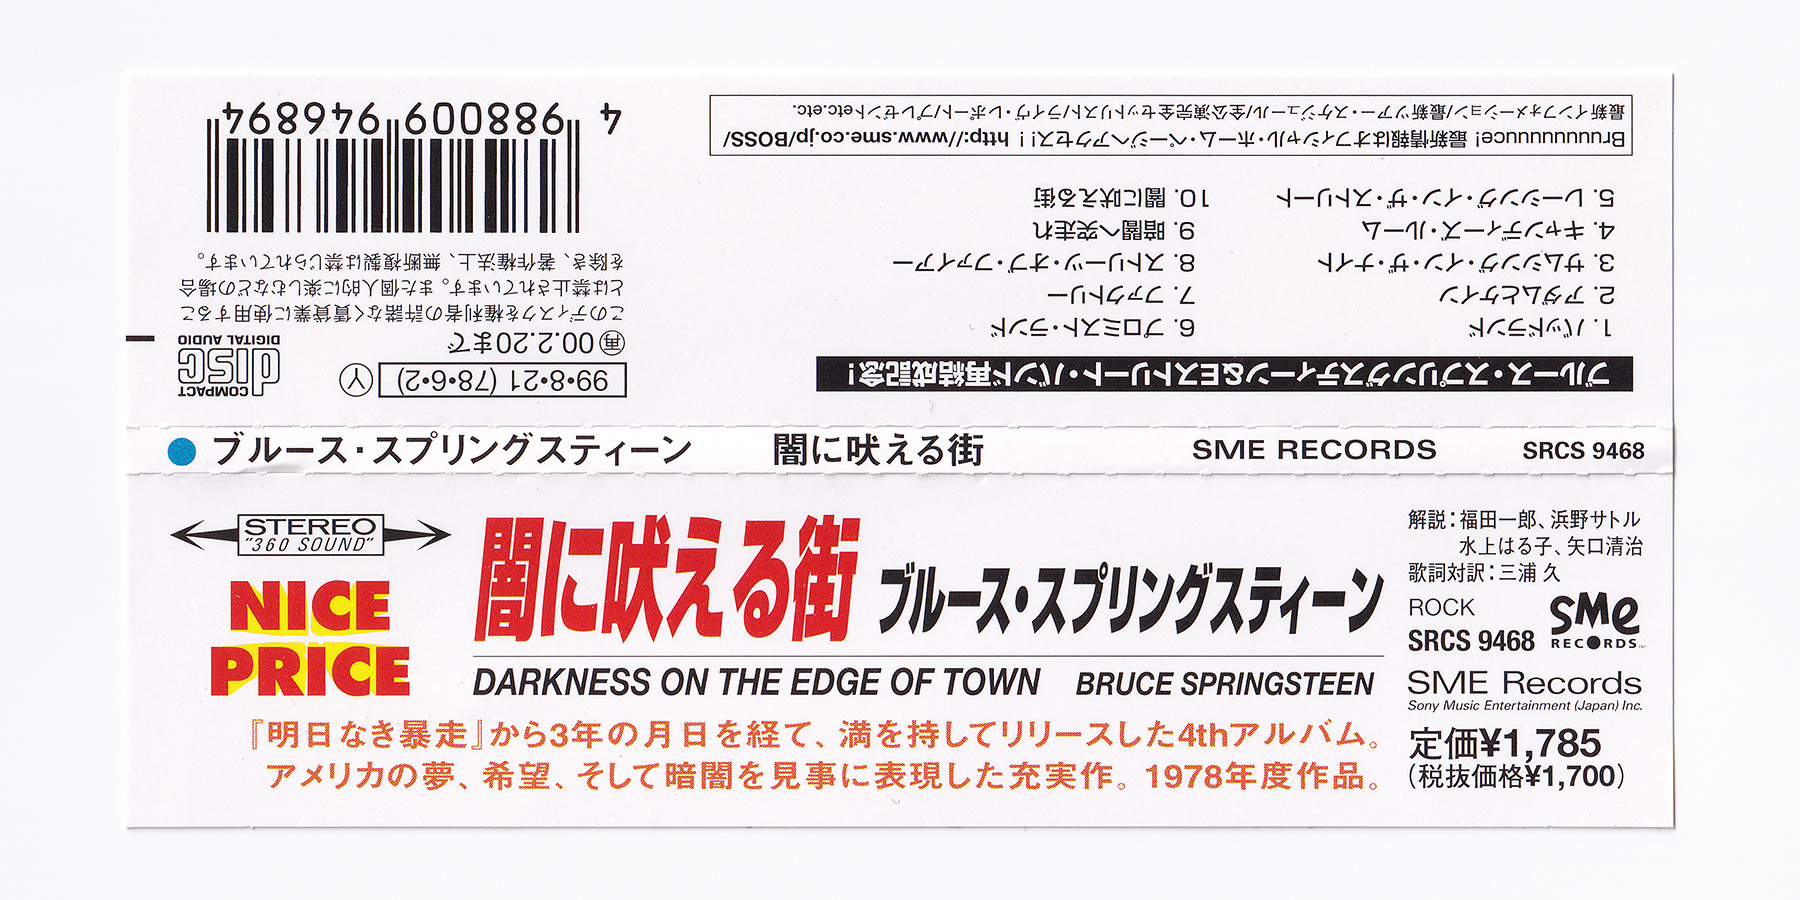 ブルース・スプリングスティーン&Eストリート・バンド再結成記念！
1. バッドランド
2. アダムとケイン
3. サムシング・イン・ザ・ナイト
4. キャンディーズ・ルーム
5. レーシング・イン・ザ・ストリート
6. プロミスト・ランド
7. ファクトリー
8. ストリーツ・オブ・ファイアー
9. 暗闇へ突走れ
10. 闇に吠える街
Bruuuuuuuce! 最新情報はオフィシャル・ホーム・ページへアクセス!! http://www.sme.co.jp/BOSS/
最新インフォメーション/最新ツアー・スケジュール/全公演完全セットリスト/ライヴ・レポート/プレゼントetc.etc.
99・8・21 (78・6・2) Y
再 00.2.20まで
COMPACT
disc
DIGITAL AUDIO
このディスクを権利者の許諾なく賃貸業に使用するこ
とは禁止されています。また個人的に楽しむなどの場合
を除き、著作権法上、無断複製は禁じられています。
4 988009 946894
ブルース・スプリングスティーン 闇に吠える街 SME RECORDS SRCS 9468
STEREO
"360 SOUND"
NICE
PRICE
闇に吠える街 ブルース・スプリングスティーン
DARKNESS ON THE EDGE OF TOWN BRUCE SPRINGSTEEN
『明日なき暴走』から3年の月日を経て、満を持してリリースした4thアルバム。
アメリカの夢、希望、そして暗闇を見事に表現した充実作。1978年度作品。
解説：福田一郎、浜野サトル
水上はる子、矢口清治
歌詞対訳：三浦 久
ROCK
SRCS 9468
SMe
RECORDS
SME Records
Sony Music Entertainment (Japan) Inc.
定価¥1,785
(税抜価格¥1,700)